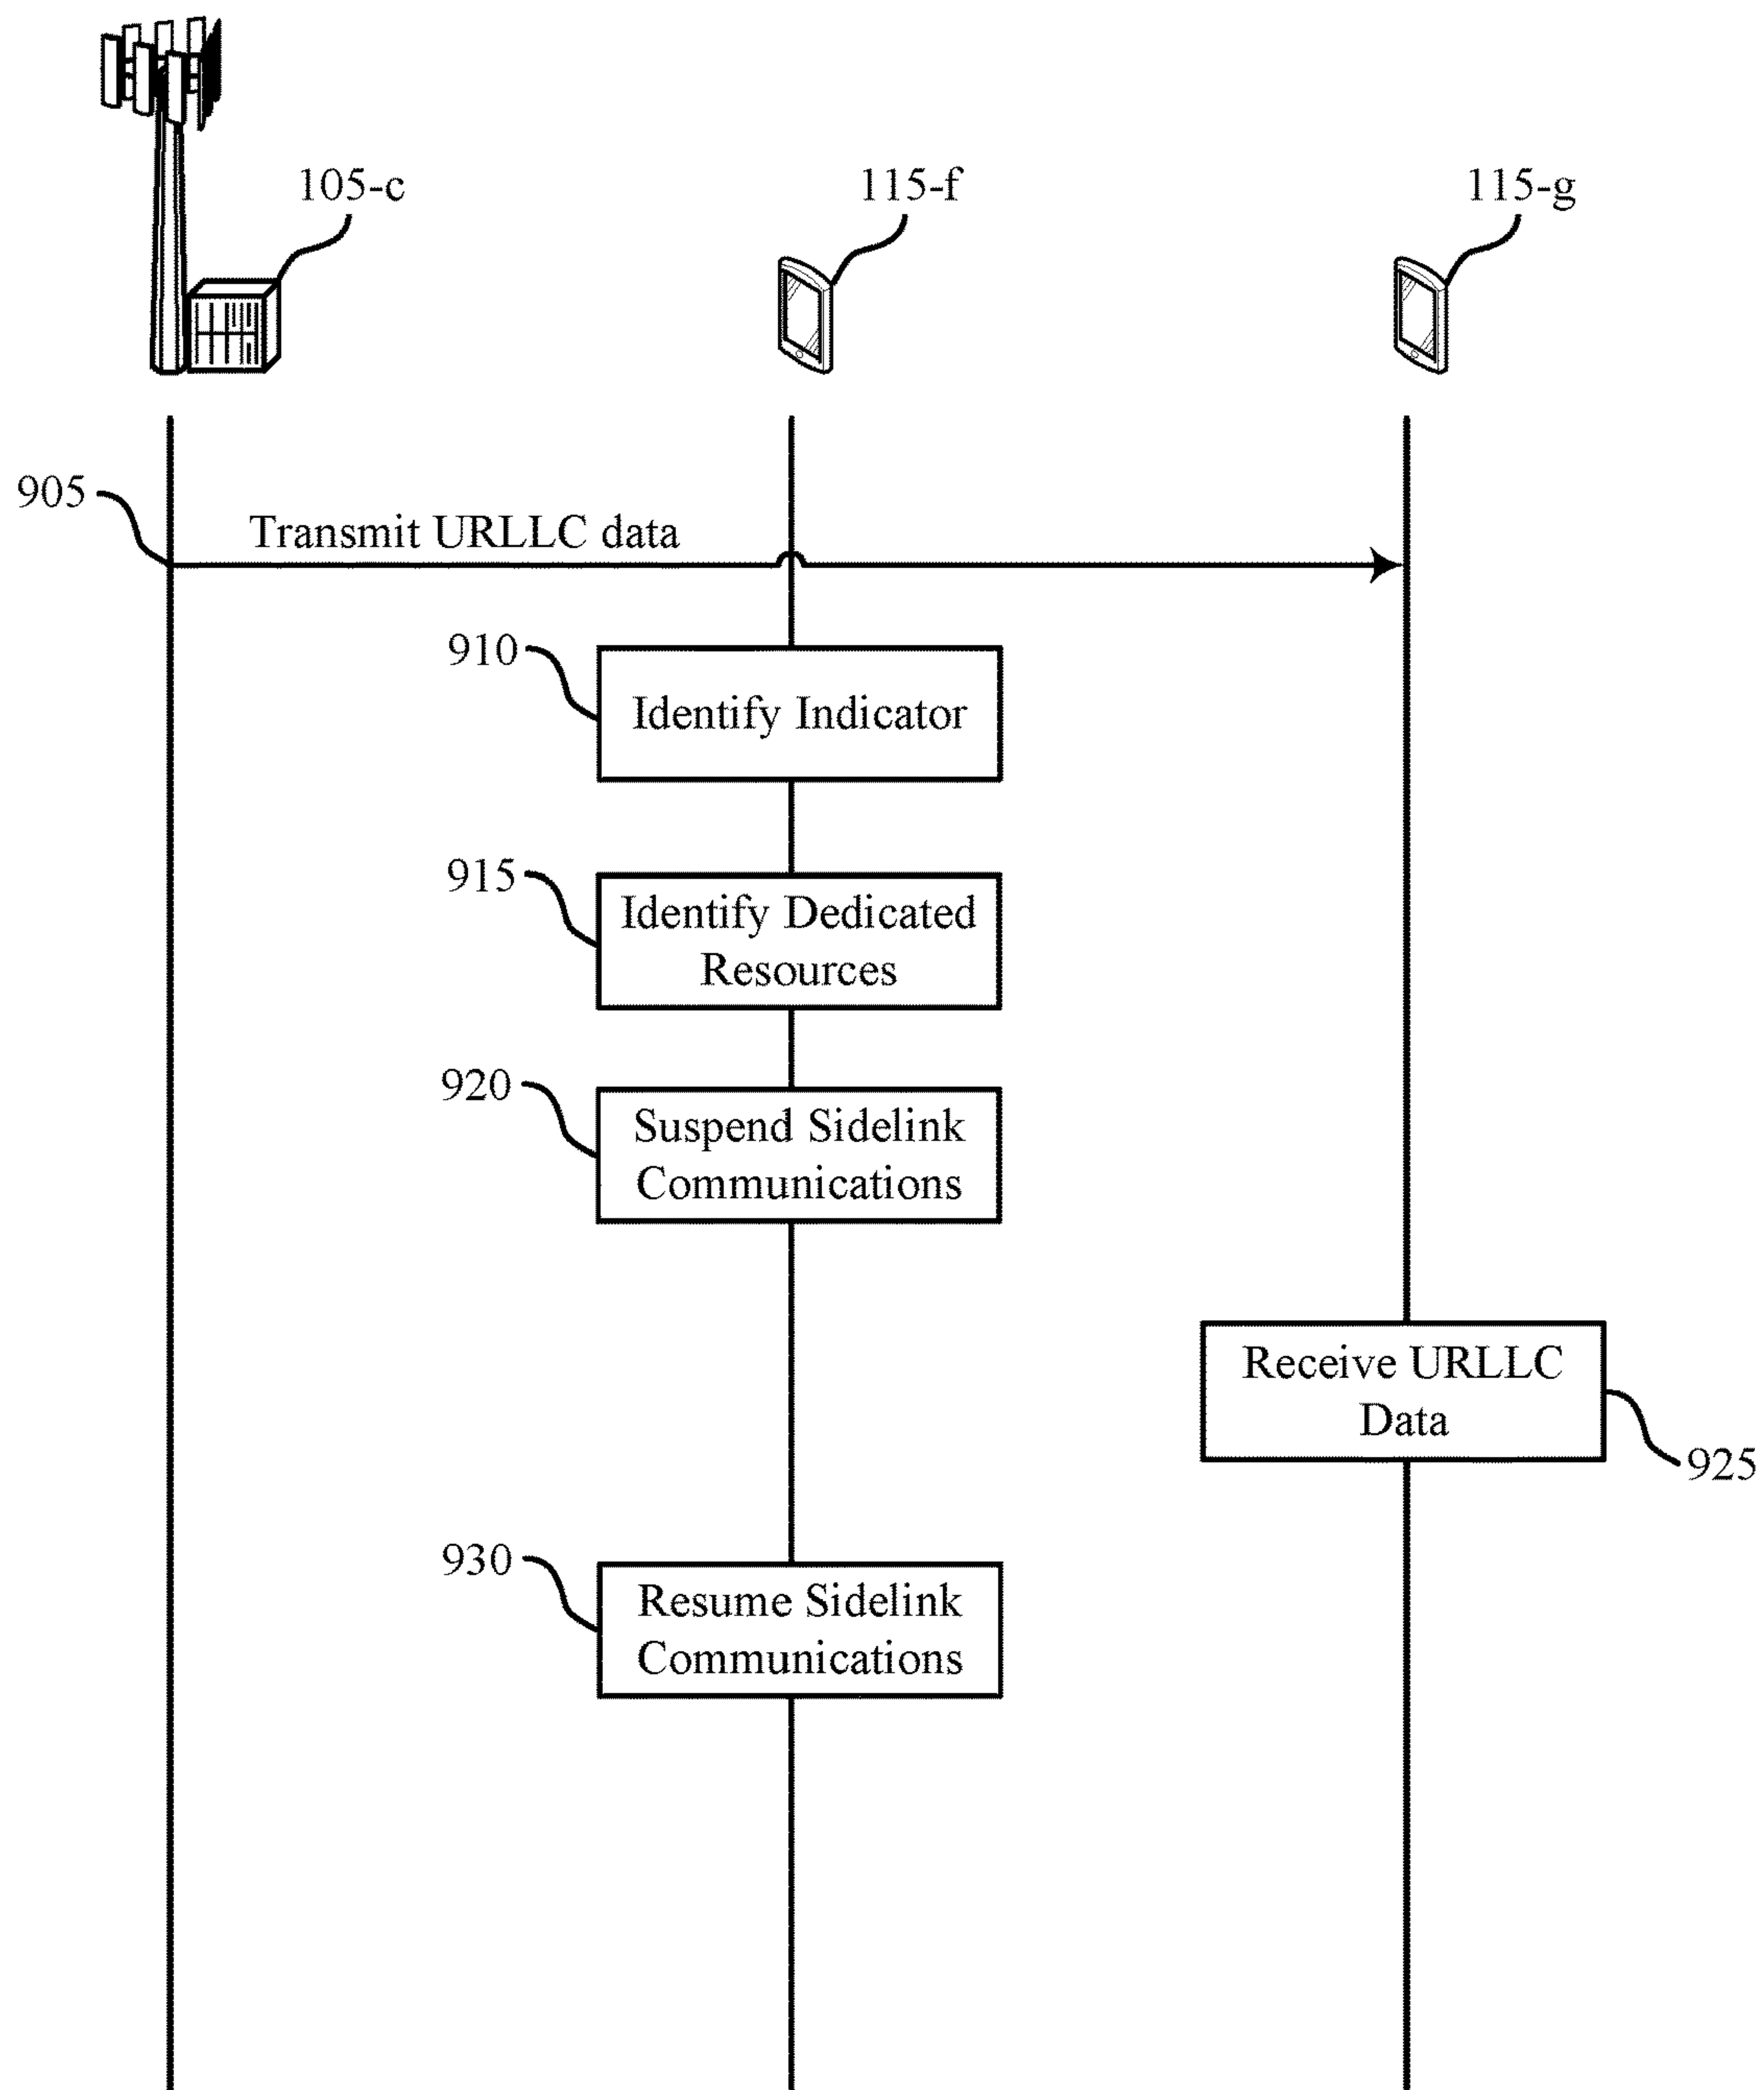 105-c
115-f
115-g
905
Transmit URLLC data
910
Identify Indicator
915
Identify Dedicated
Resources
920
Suspend Sidelink
Communications
Receive URLLC
Data
925
930
Resume Sidelink
Communications